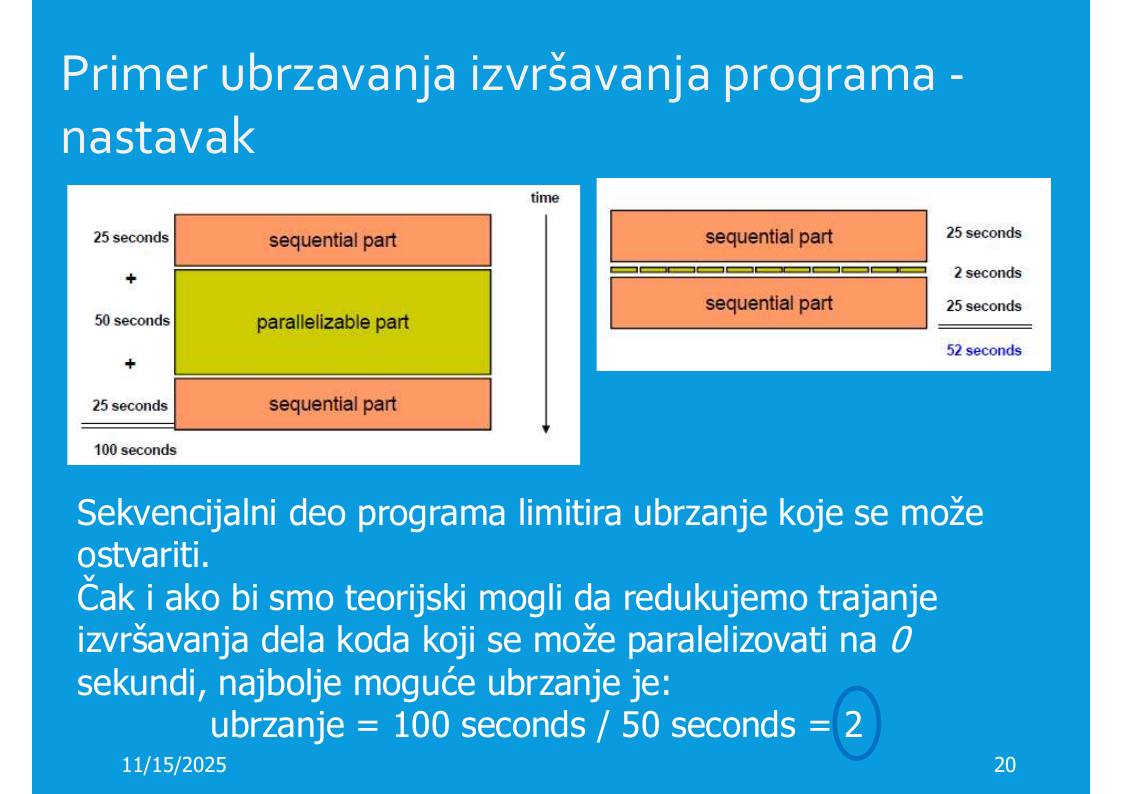 Primer ubrzavanja izvršavanja programa -
nastavak
time
25 seconds
sequential part
+
50 seconds
parallelizable part
+
25 seconds
sequential part
100 seconds
sequential part
25 seconds
2 seconds
sequential part
25 seconds
52 seconds
Sekvencijalni deo programa limitira ubrzanje koje se može
ostvariti.
Čak i ako bi smo teorijski mogli da redukujemo trajanje
izvršavanja dela koda koji se može paralelizovati na 0
sekundi, najbolje moguće ubrzanje je:
ubrzanje = 100 seconds / 50 seconds = 2
11/15/2025
20